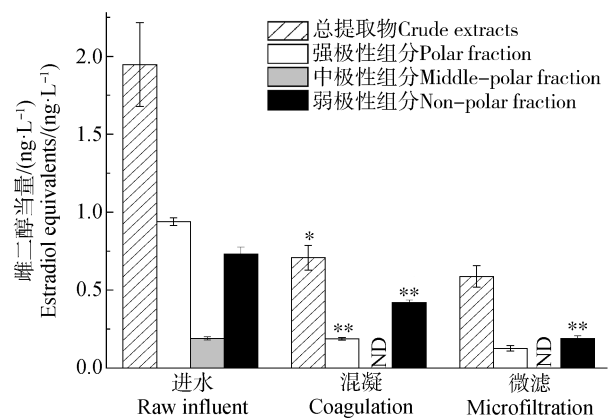 总提取物Crude extracts
强极性组分Polar fraction
中极性组分Middle-polar fraction
弱极性组分Non-polar fraction
雌二醇当量/(ng·L⁻¹)
Estradiol equivalents/(ng·L⁻¹)
2.0
1.5
1.0
0.5
0.0
*
**
ND
**
ND
**
进水
Raw influent
混凝
Coagulation
微滤
Microfiltration